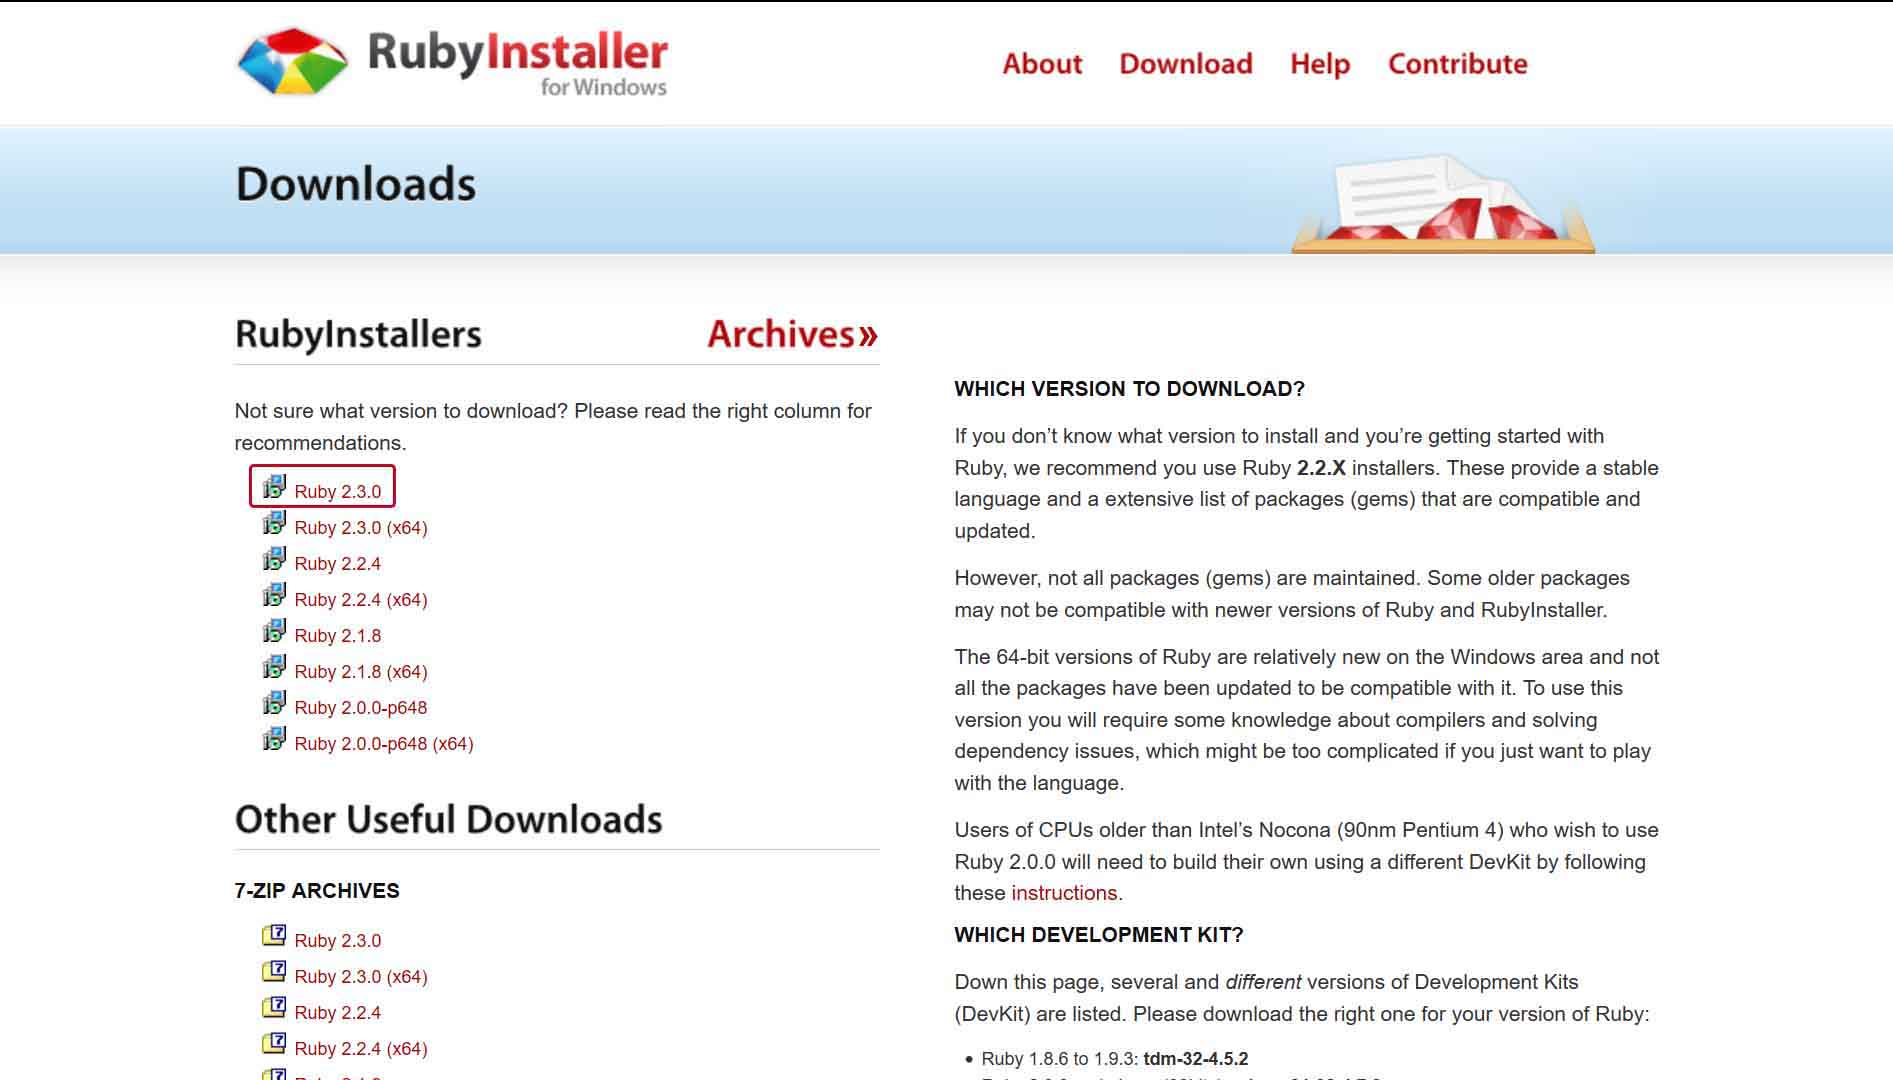 RubyInstaller
for Windows
About Download Help Contribute
Downloads
RubyInstallers
Archives»
Not sure what version to download? Please read the right column for
recommendations.
Ruby 2.3.0
Ruby 2.3.0 (x64)
Ruby 2.2.4
Ruby 2.2.4 (x64)
Ruby 2.1.8
Ruby 2.1.8 (x64)
Ruby 2.0.0-p648
Ruby 2.0.0-p648 (x64)
Other Useful Downloads
7-ZIP ARCHIVES
Ruby 2.3.0
Ruby 2.3.0 (x64)
Ruby 2.2.4
Ruby 2.2.4 (x64)
WHICH VERSION TO DOWNLOAD?
If you don’t know what version to install and you’re getting started with
Ruby, we recommend you use Ruby 2.2.X installers. These provide a stable
language and a extensive list of packages (gems) that are compatible and
updated.
However, not all packages (gems) are maintained. Some older packages
may not be compatible with newer versions of Ruby and RubyInstaller.
The 64-bit versions of Ruby are relatively new on the Windows area and not
all the packages have been updated to be compatible with it. To use this
version you will require some knowledge about compilers and solving
dependency issues, which might be too complicated if you just want to play
with the language.
Users of CPUs older than Intel’s Nocona (90nm Pentium 4) who wish to use
Ruby 2.0.0 will need to build their own using a different DevKit by following
these instructions.
WHICH DEVELOPMENT KIT?
Down this page, several and different versions of Development Kits
(DevKit) are listed. Please download the right one for your version of Ruby:
• Ruby 1.8.6 to 1.9.3: tdm-32-4.5.2